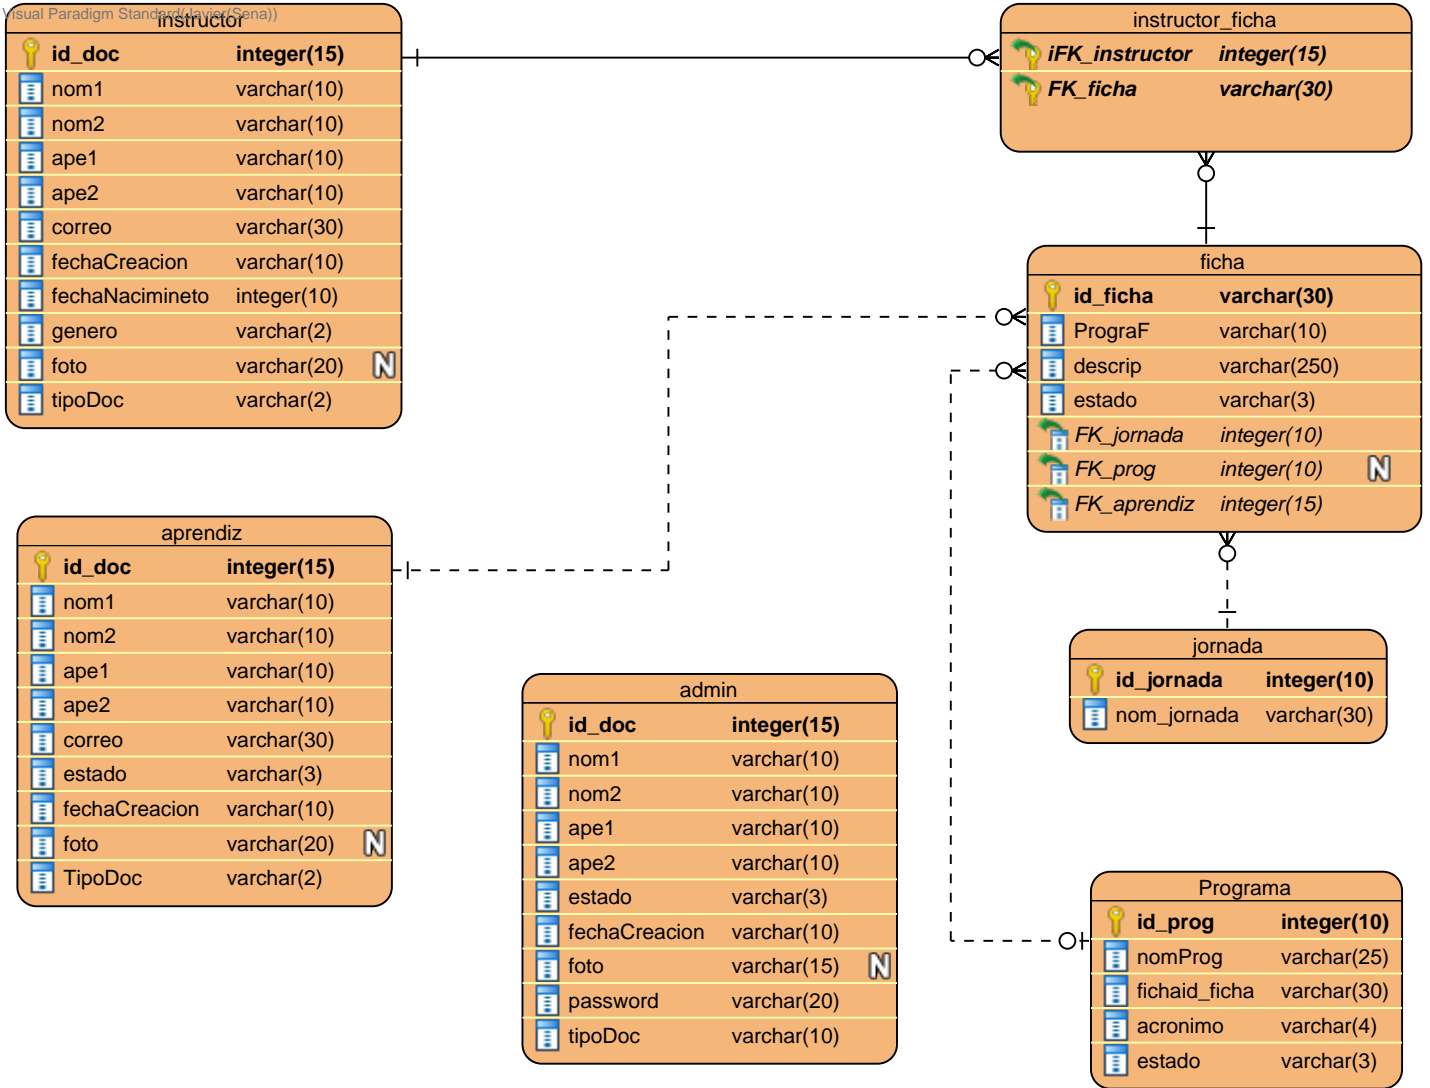 Visual Paradigm Standard(Javier(Sena))
instructor
id_doc integer(15)
nom1 varchar(10)
nom2 varchar(10)
ape1 varchar(10)
ape2 varchar(10)
correo varchar(30)
fechaCreacion varchar(10)
fechaNacimineto integer(10)
genero varchar(2)
foto varchar(20) N
tipoDoc varchar(2)
instructor_ficha
iFK_instructor integer(15)
FK_ficha varchar(30)
ficha
id_ficha varchar(30)
PrograF varchar(10)
descrip varchar(250)
estado varchar(3)
FK_jornada integer(10)
FK_prog integer(10) N
FK_aprendiz integer(15)
aprendiz
id_doc integer(15)
nom1 varchar(10)
nom2 varchar(10)
ape1 varchar(10)
ape2 varchar(10)
correo varchar(30)
estado varchar(3)
fechaCreacion varchar(10)
foto varchar(20) N
TipoDoc varchar(2)
admin
id_doc integer(15)
nom1 varchar(10)
nom2 varchar(10)
ape1 varchar(10)
ape2 varchar(10)
estado varchar(3)
fechaCreacion varchar(10)
foto varchar(15) N
password varchar(20)
tipoDoc varchar(10)
jornada
id_jornada integer(10)
nom_jornada varchar(30)
Programa
id_prog integer(10)
nomProg varchar(25)
fichaid_ficha varchar(30)
acronimo varchar(4)
estado varchar(3)